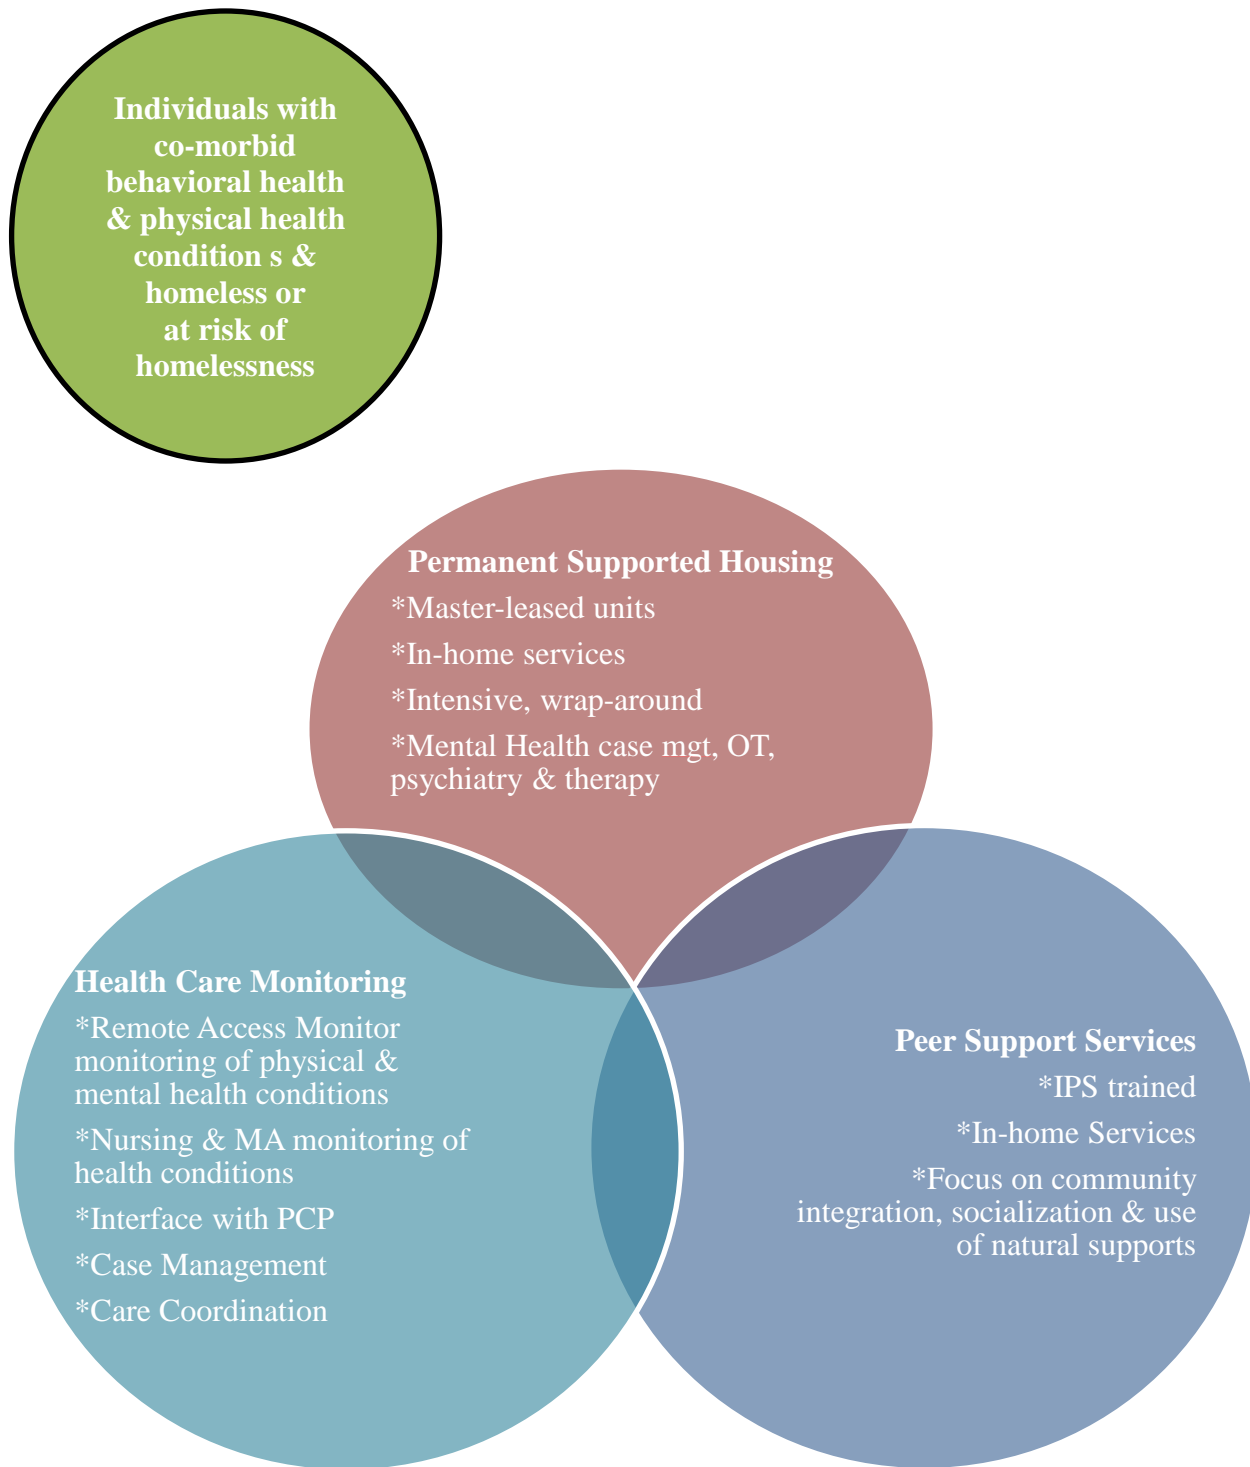 Individuals with
co-morbid
behavioral health
& physical health
condition s &
homeless or
at risk of
homelessness
Permanent Supported Housing
*Master-leased units
*In-home services
*Intensive, wrap-around
*Mental Health case mgt, OT,
psychiatry & therapy
Health Care Monitoring
*Remote Access Monitor
monitoring of physical &
mental health conditions
*Nursing & MA monitoring of
health conditions
*Interface with PCP
*Case Management
*Care Coordination
Peer Support Services
*IPS trained
*In-home Services
*Focus on community
integration, socialization & use
of natural supports